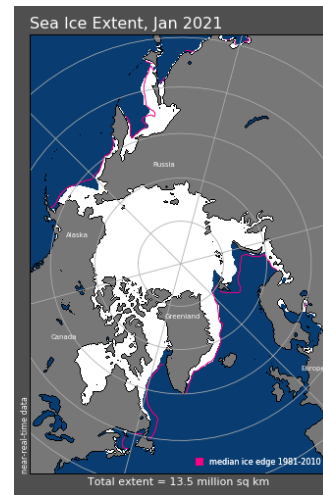 Sea Ice Extent, Jan 2021
Russia
Alaska
Greenland
Canada
Europe
near-real-time data
median ice edge 1981-2010
Total extent = 13.5 million sq km